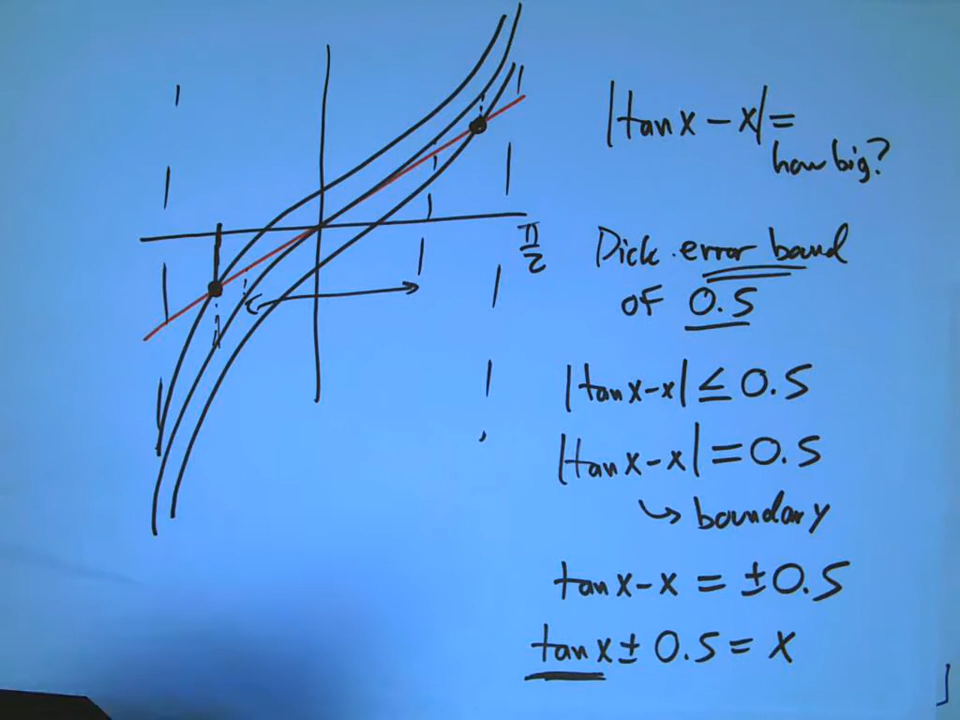 |tan x − x| =
how big?
π/2
Pick error band
of 0.5
|tan x − x| ≤ 0.5
|tan x − x| = 0.5
↳ boundary
tan x − x = ± 0.5
tan x ± 0.5 = x